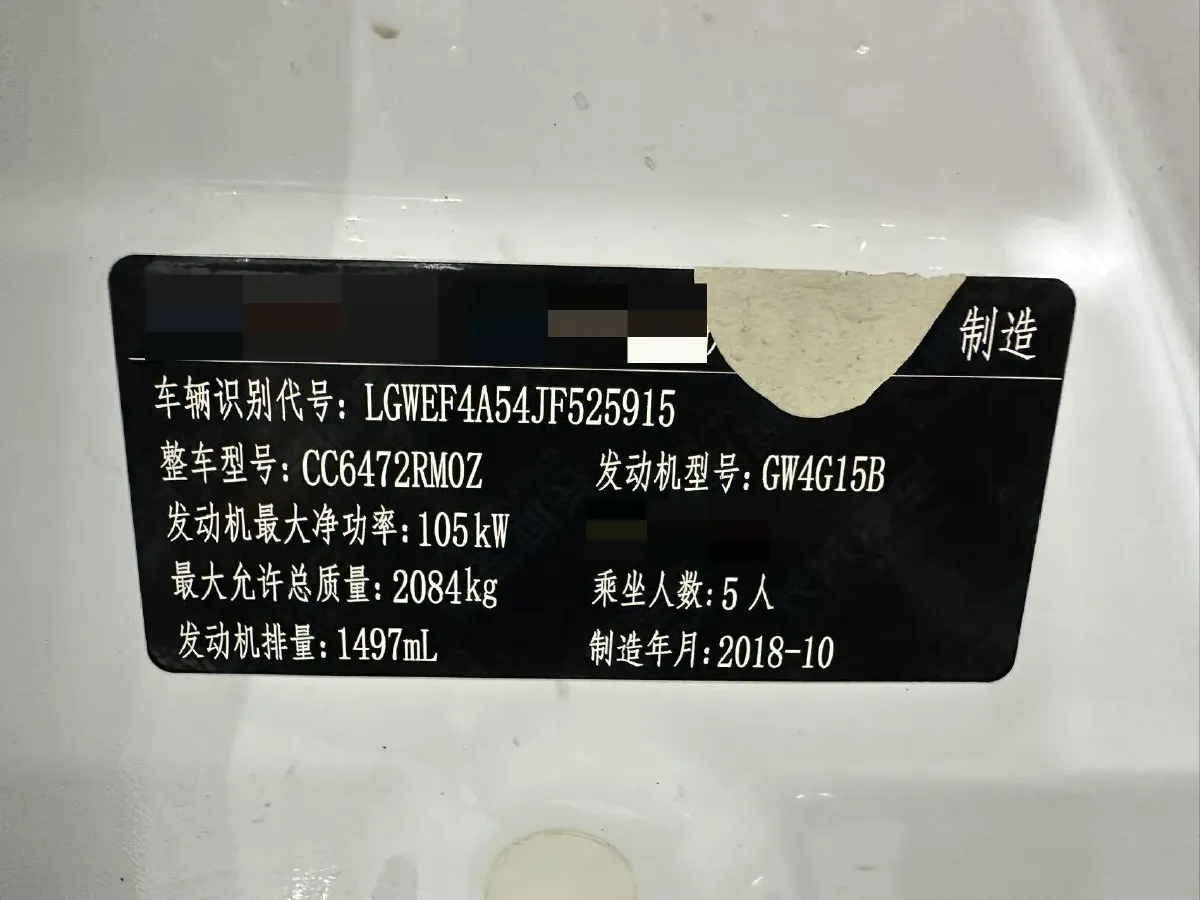 制造
车辆识别代号：LGWEF4A54JF525915
整车型号：CC6472RM0Z 发动机型号：GW4G15B
发动机最大净功率：105kW
最大允许总质量：2084kg 乘坐人数：5人
发动机排量：1497mL 制造年月：2018-10